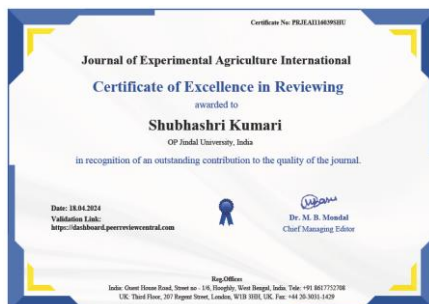 Certificate No: PRJEAI116039SHU
Journal of Experimental Agriculture International
Certificate of Excellence in Reviewing
awarded to
Shubhashri Kumari
OP Jindal University, India
in recognition of an outstanding contribution to the quality of the journal.
Date: 18.04.2024
Validation Link:
https://dashboard.peerreviewcentral.com
Dr. M. B. Mondal
Chief Managing Editor
Reg.Offices
India: Guest House Road, Street no - 1/6, Hooghly, West Bengal, India, Tele: +91 8617752708
UK: Third Floor, 207 Regent Street, London, W1B 3HH, UK, Fax: +44 20-3031-1429